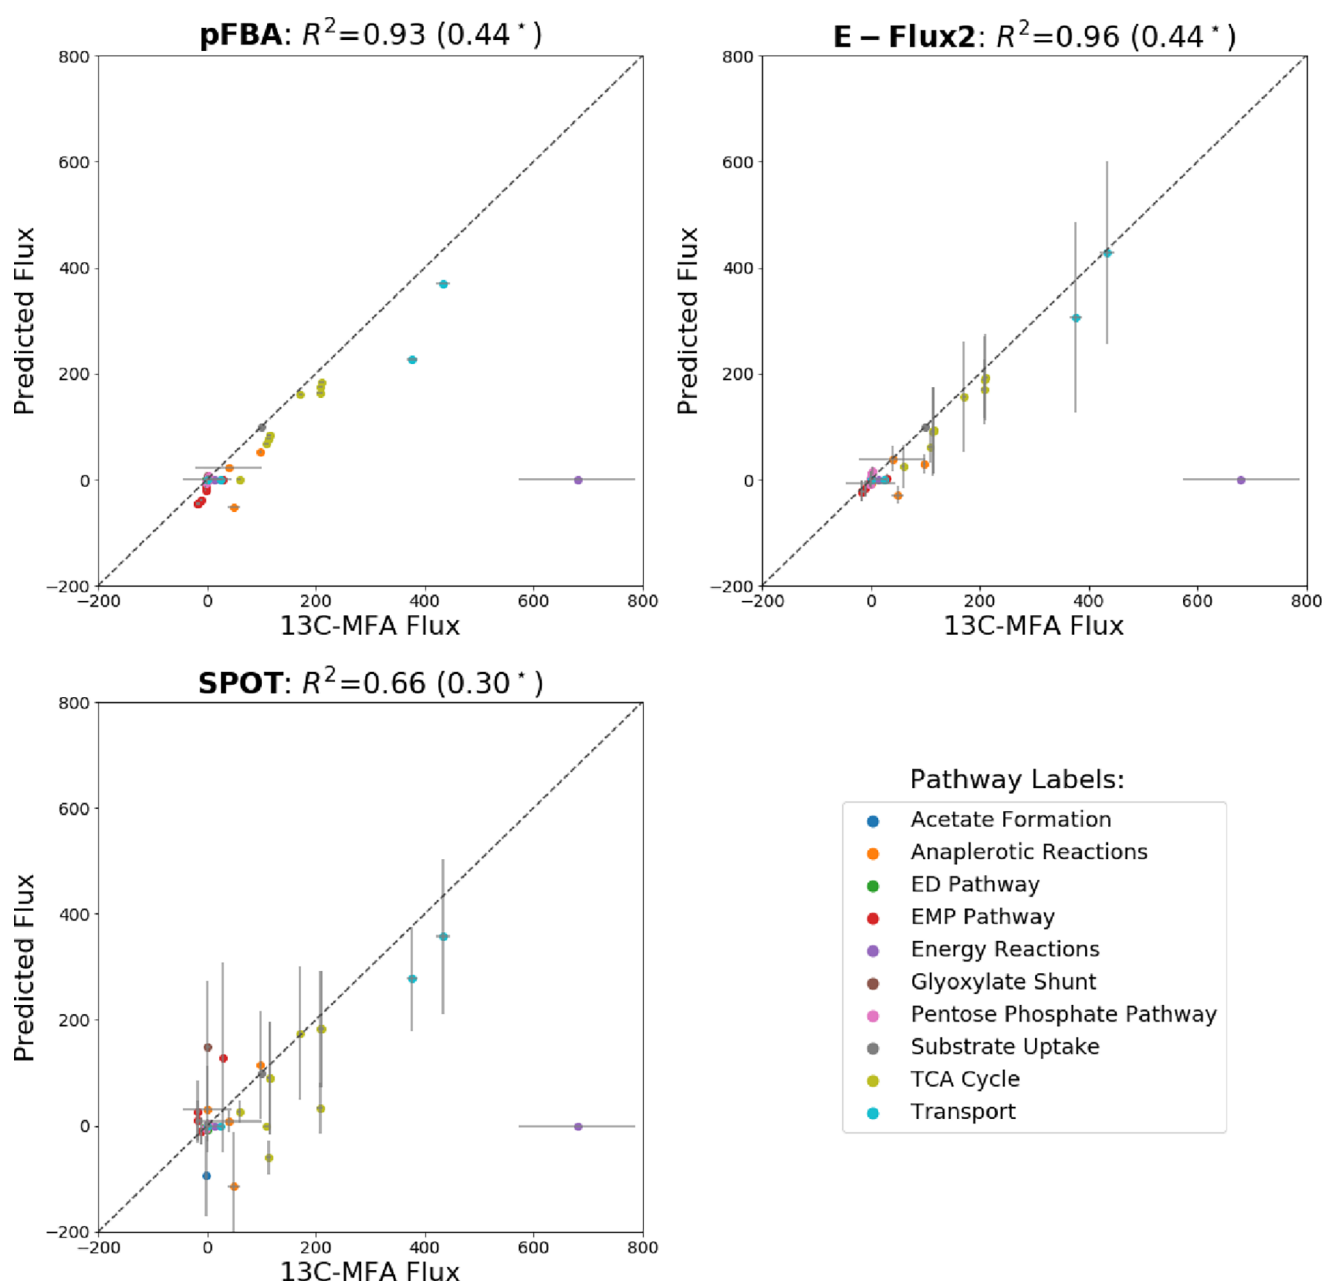 pFBA: R²=0.93 (0.44*)
800
600
400
200
0
−200
−200 0 200 400 600 800
Predicted Flux
13C-MFA Flux
E − Flux2: R²=0.96 (0.44*)
800
600
400
200
0
−200
−200 0 200 400 600 800
Predicted Flux
13C-MFA Flux
SPOT: R²=0.66 (0.30*)
800
600
400
200
0
−200
−200 0 200 400 600 800
Predicted Flux
13C-MFA Flux
Pathway Labels:
Acetate Formation
Anaplerotic Reactions
ED Pathway
EMP Pathway
Energy Reactions
Glyoxylate Shunt
Pentose Phosphate Pathway
Substrate Uptake
TCA Cycle
Transport